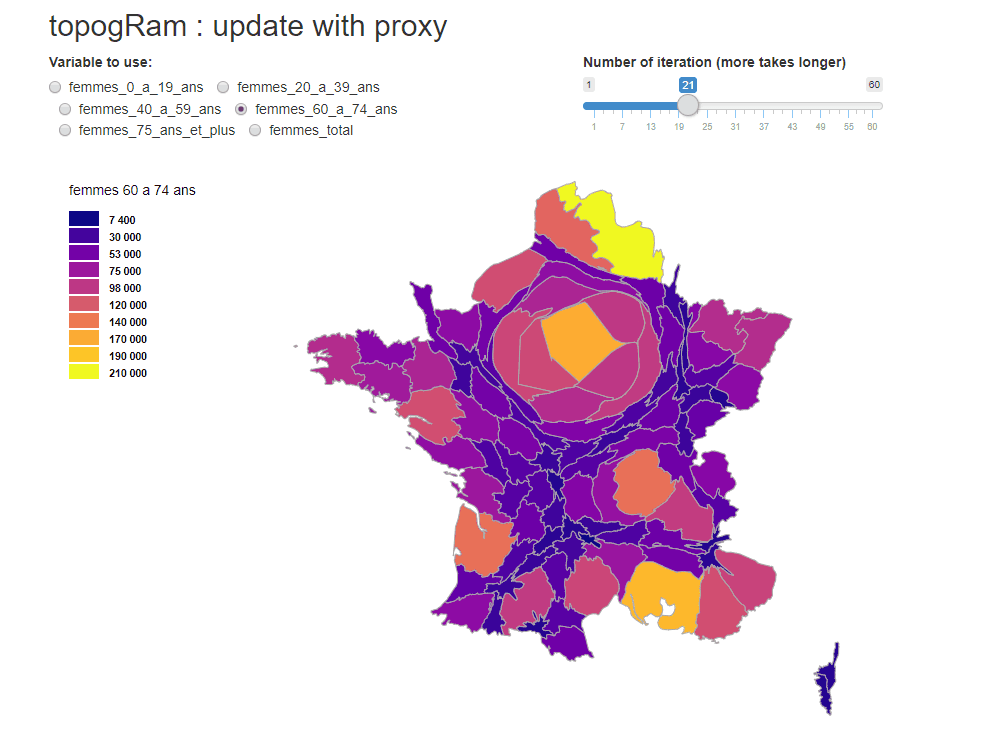 topogRam : update with proxy
Variable to use:
femmes_0_a_19_ans femmes_20_a_39_ans
femmes_40_a_59_ans femmes_60_a_74_ans
femmes_75_ans_et_plus femmes_total
Number of iteration (more takes longer)
1 21 60
1 7 13 19 25 31 37 43 49 55 60
femmes 60 a 74 ans
7 400
30 000
53 000
75 000
98 000
120 000
140 000
170 000
190 000
210 000